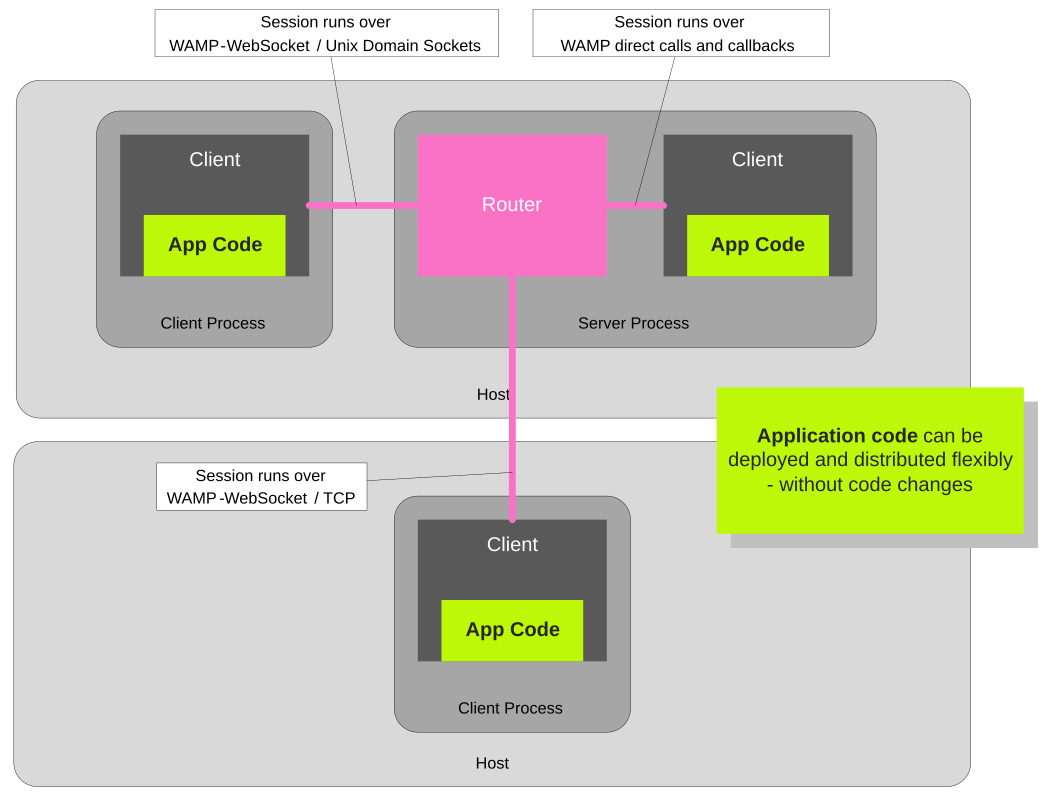 Session runs over
WAMP-WebSocket / Unix Domain Sockets
Session runs over
WAMP direct calls and callbacks
Client
Router
Client
App Code
App Code
Client Process
Server Process
Host
Application code can be
deployed and distributed flexibly
- without code changes
Session runs over
WAMP-WebSocket / TCP
Client
App Code
Client Process
Host